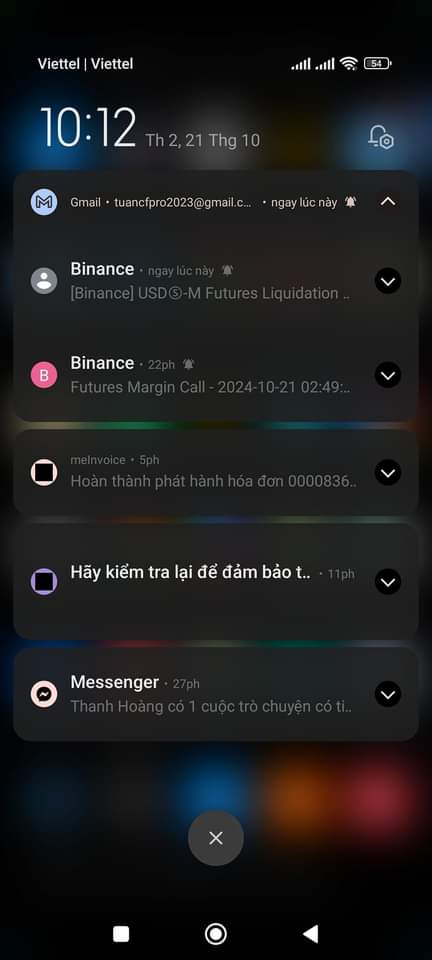 Viettel | Viettel
54
10:12 Th 2, 21 Thg 10
Gmail • tuancfpro2023@gmail.c... • ngay lúc này
Binance • ngay lúc này
[Binance] USDⓈ-M Futures Liquidation ..
B
Binance • 22ph
Futures Margin Call - 2024-10-21 02:49:..
meInvoice • 5ph
Hoàn thành phát hành hóa đơn 0000836..
Hãy kiểm tra lại để đảm bảo t.. • 11ph
Messenger • 27ph
Thanh Hoàng có 1 cuộc trò chuyện có ti..